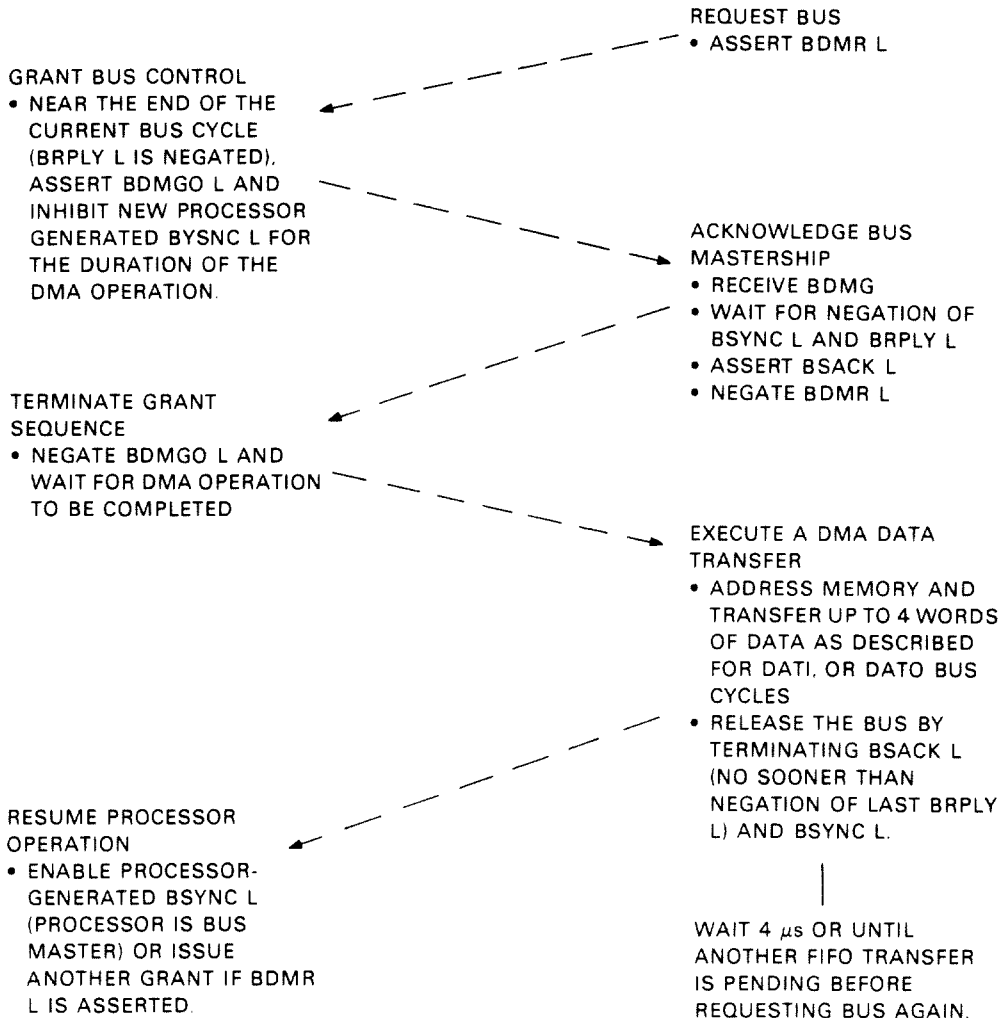 REQUEST BUS
• ASSERT BDMR L
GRANT BUS CONTROL
• NEAR THE END OF THE
CURRENT BUS CYCLE
(BRPLY L IS NEGATED),
ASSERT BDMGO L AND
INHIBIT NEW PROCESSOR
GENERATED BYSNC L FOR
THE DURATION OF THE
DMA OPERATION.
ACKNOWLEDGE BUS
MASTERSHIP
• RECEIVE BDMG
• WAIT FOR NEGATION OF
BSYNC L AND BRPLY L
• ASSERT BSACK L
• NEGATE BDMR L
TERMINATE GRANT
SEQUENCE
• NEGATE BDMGO L AND
WAIT FOR DMA OPERATION
TO BE COMPLETED
EXECUTE A DMA DATA
TRANSFER
• ADDRESS MEMORY AND
TRANSFER UP TO 4 WORDS
OF DATA AS DESCRIBED
FOR DATI, OR DATO BUS
CYCLES
• RELEASE THE BUS BY
TERMINATING BSACK L
(NO SOONER THAN
NEGATION OF LAST BRPLY
L) AND BSYNC L.
RESUME PROCESSOR
OPERATION
• ENABLE PROCESSOR-
GENERATED BSYNC L
(PROCESSOR IS BUS
MASTER) OR ISSUE
ANOTHER GRANT IF BDMR
L IS ASSERTED.
WAIT 4 μs OR UNTIL
ANOTHER FIFO TRANSFER
IS PENDING BEFORE
REQUESTING BUS AGAIN.